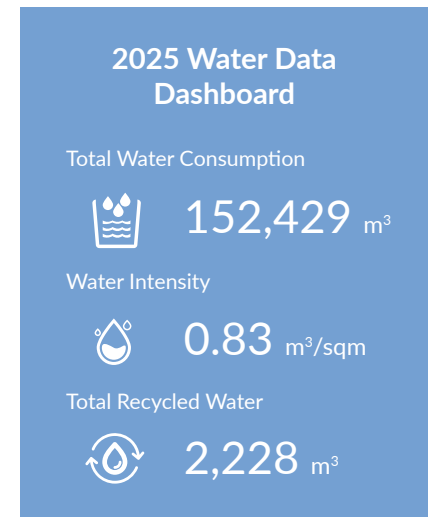 2025 Water Data
Dashboard
Total Water Consumption
152,429 m³
Water Intensity
0.83 m³/sqm
Total Recycled Water
2,228 m³